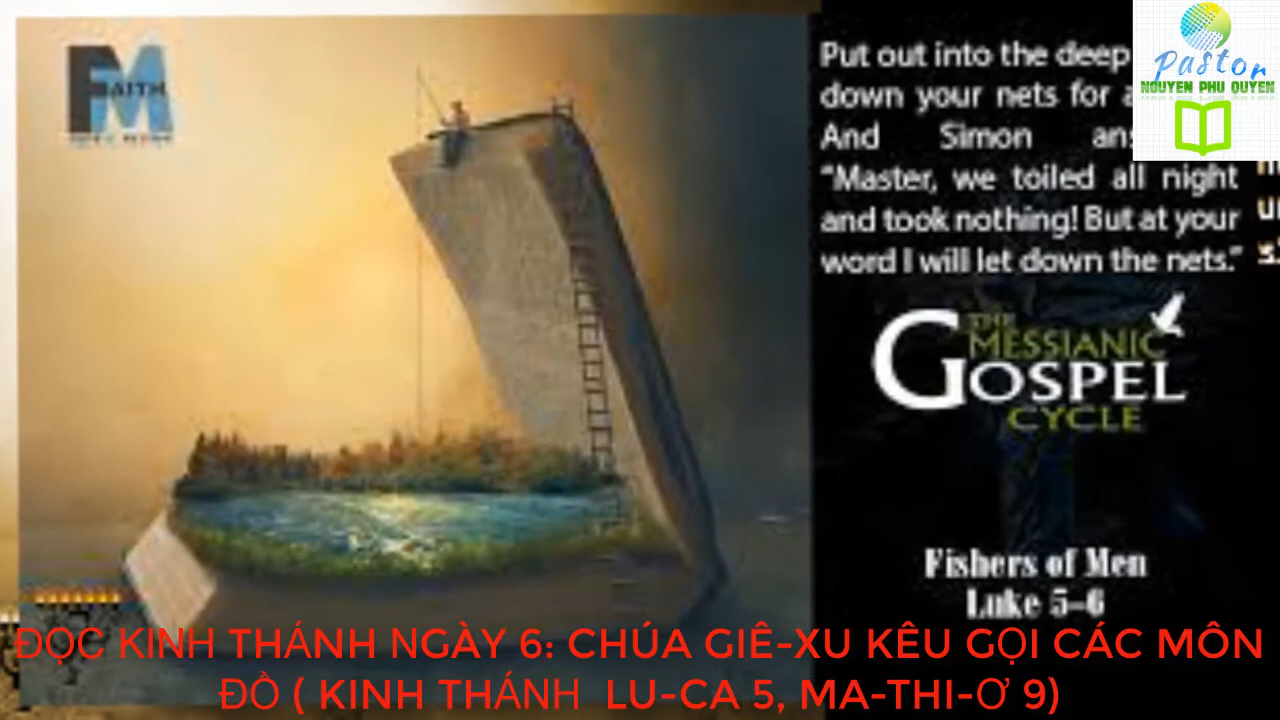 FM
FAITH
Put out into the deep
down your nets for a
And Simon ans
“Master, we toiled all night
and took nothing! But at your
word I will let down the nets.”
Pastor
NGUYEN PHU QUYEN
THE
MESSIANIC
GOSPEL
CYCLE
Fishers of Men
Luke 5–6
ĐỌC KINH THÁNH NGÀY 6: CHÚA GIÊ-XU KÊU GỌI CÁC MÔN
ĐỒ ( KINH THÁNH LU-CA 5, MA-THI-Ơ 9)